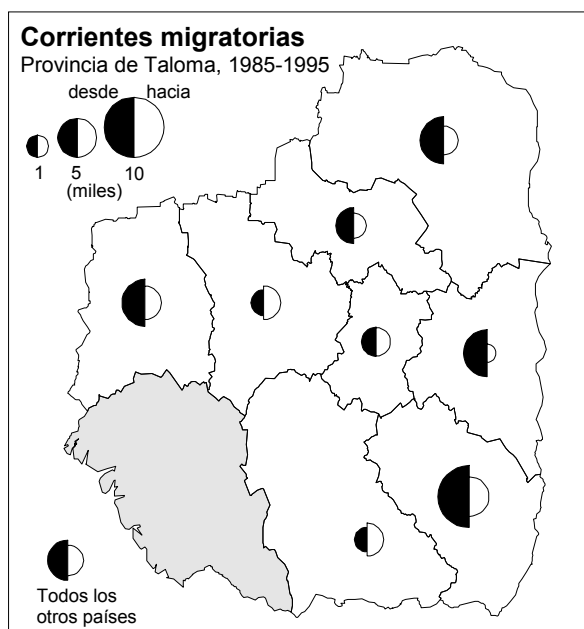 Corrientes migratorias
Provincia de Taloma, 1985-1995
desde hacia
1 5 10
(miles)
Todos los
otros países